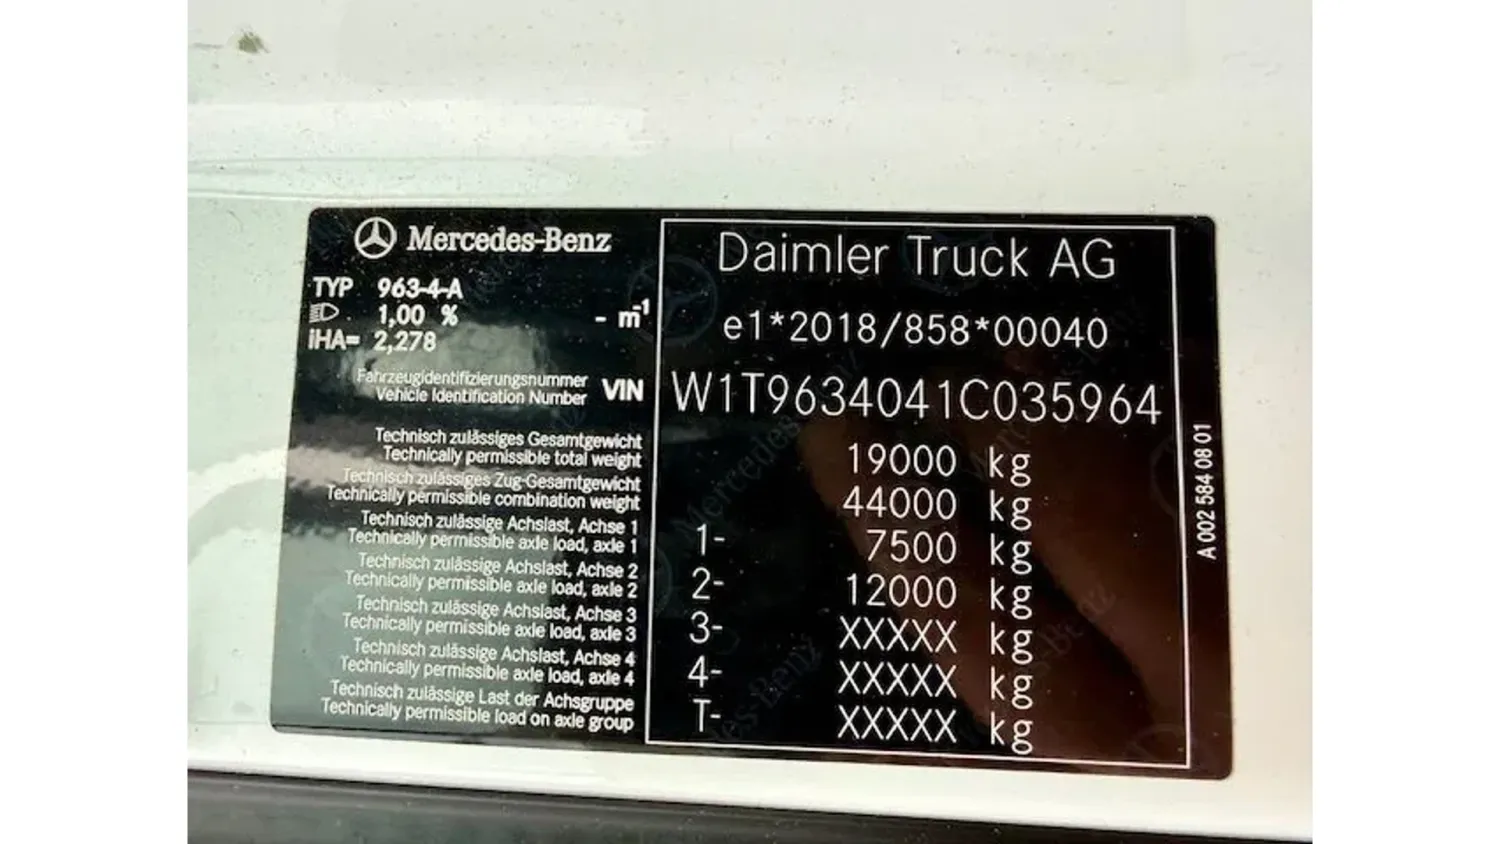 Mercedes-Benz
TYP 963-4-A
1,00 % - m⁻¹
iHA= 2,278
Fahrzeugidentifizierungsnummer
Vehicle Identification Number
VIN
Technisch zulässiges Gesamtgewicht
Technically permissible total weight
Technisch zulässiges Zug-Gesamtgewicht
Technically permissible combination weight
Technisch zulässige Achslast, Achse 1
Technically permissible axle load, axle 1
Technisch zulässige Achslast, Achse 2
Technically permissible axle load, axle 2
Technisch zulässige Achslast, Achse 3
Technically permissible axle load, axle 3
Technisch zulässige Achslast, Achse 4
Technically permissible axle load, axle 4
Technisch zulässige Last der Achsgruppe
Technically permissible load on axle group
Daimler Truck AG
e1*2018/858*00040
W1T9634041C035964
19000 kg
44000 kg
1- 7500 kg
2- 12000 kg
3- XXXXX kg
4- XXXXX kg
T- XXXXX kg
A 002 584 08 01